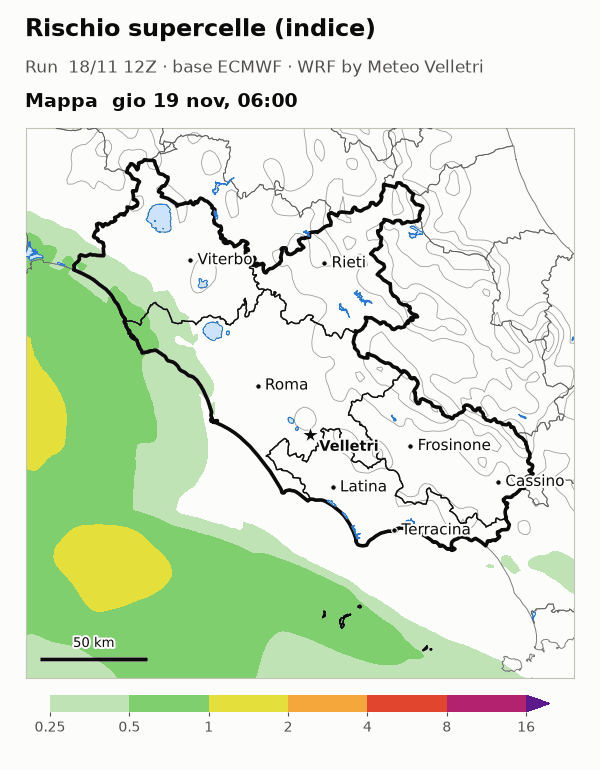 Rischio supercelle (indice)
Run  18/11 12Z · base ECMWF · WRF by Meteo Velletri
Mappa  gio 19 nov, 06:00
Viterbo
Rieti
Roma
Velletri
Frosinone
Cassino
Latina
Terracina
50 km
0.25 0.5 1 2 4 8 16